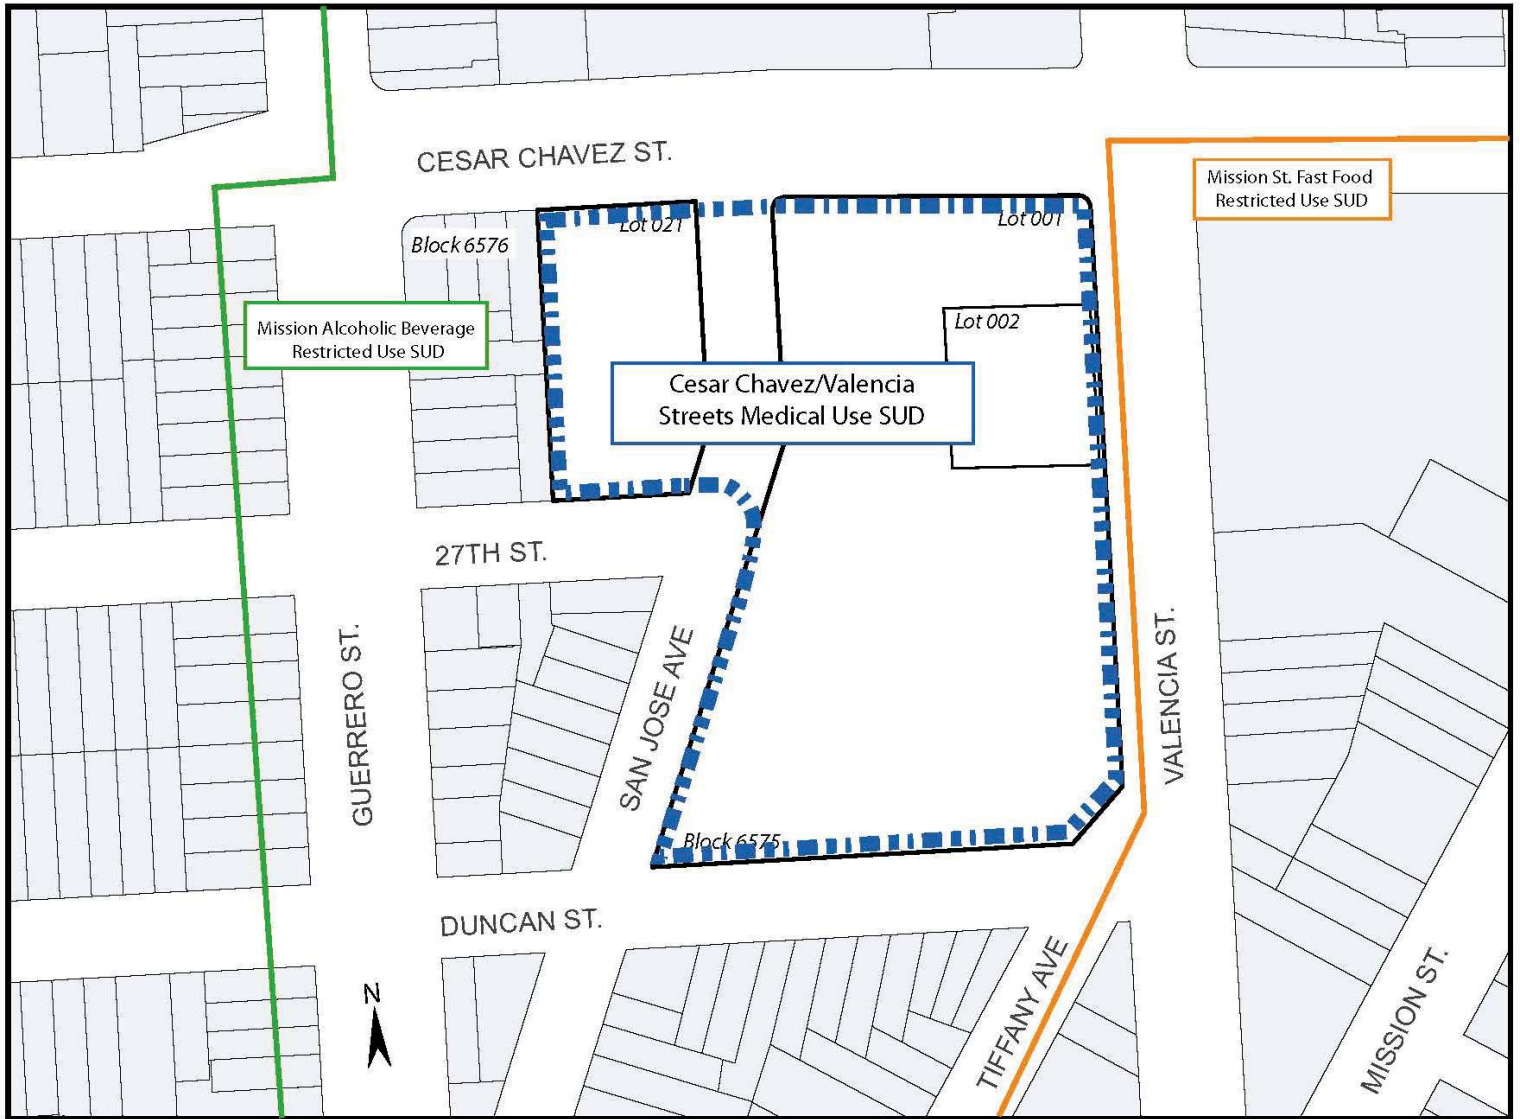 CESAR CHAVEZ ST.
Mission St. Fast Food
Restricted Use SUD
Lot 021
Lot 001
Block 6576
Mission Alcoholic Beverage
Restricted Use SUD
Lot 002
Cesar Chavez/Valencia
Streets Medical Use SUD
27TH ST.
GUERRERO ST.
SAN JOSE AVE
VALENCIA ST.
Block 6575
DUNCAN ST.
TIFFANY AVE
MISSION ST.
N